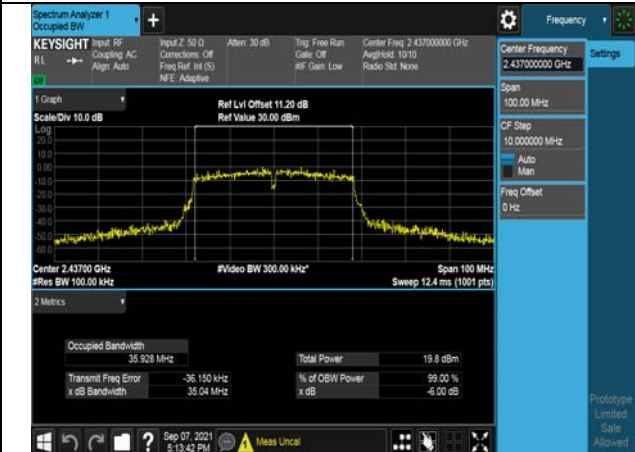 Spectrum Analyzer 1
Occupied BW
+
Frequency
KEYSIGHT
RL
Input: RF
Coupling: AC
Align: Auto
Input Z: 50 Ω
Corrections: Off
Freq Ref: Int (S)
NFE: Adaptive
Atten: 30 dB
Trig: Free Run
Gate: Off
#IF Gain: Low
Center Freq: 2.437000000 GHz
Avg|Hold: 10/10
Radio Std: None
Center Frequency
2.437000000 GHz
Settings
Span
100.00 MHz
CF Step
10.000000 MHz
Auto
Man
Freq Offset
0 Hz
1 Graph
Scale/Div 10.0 dB
Ref Lvl Offset 11.20 dB
Ref Value 30.00 dBm
Log
20.0
10.0
0.00
-10.0
-20.0
-30.0
-40.0
-50.0
-60.0
Center 2.43700 GHz
#Res BW 100.00 kHz
#Video BW 300.00 kHz*
Span 100 MHz
Sweep 12.4 ms (1001 pts)
2 Metrics
Occupied Bandwidth
35.928 MHz
Total Power 19.8 dBm
Transmit Freq Error -36.150 kHz
% of OBW Power 99.00 %
x dB Bandwidth 35.04 MHz
x dB -6.00 dB
Prototype
Limited
Sale
Allowed
?
Sep 07, 2021
5:13:42 PM
Meas Uncal